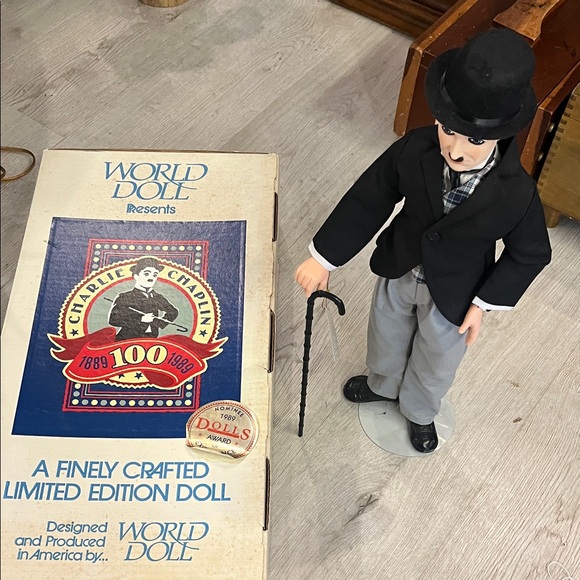 WORLD
DOLL
Presents
CHARLIE CHAPLIN
1889 100 1989
NOMINEE
1989
DOLLS
AWARD
A FINELY CRAFTED
LIMITED EDITION DOLL
Designed
and Produced
in America by...
WORLD
DOLL